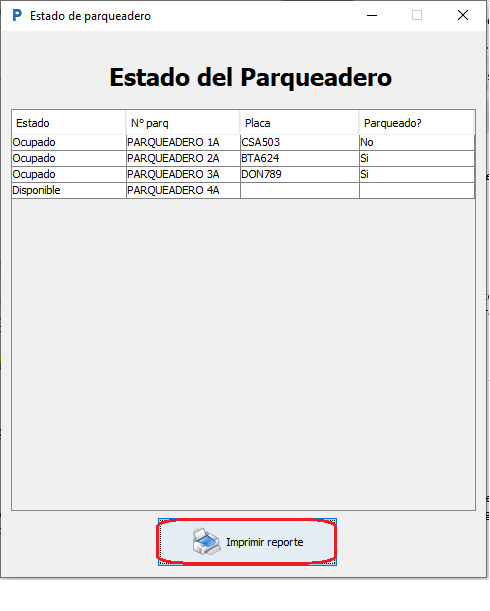 P Estado de parqueadero
Estado del Parqueadero
Estado N° parq Placa Parqueado?
Ocupado PARQUEADERO 1A CSA503 No
Ocupado PARQUEADERO 2A BTA624 Si
Ocupado PARQUEADERO 3A DON789 Si
Disponible PARQUEADERO 4A
Imprimir reporte